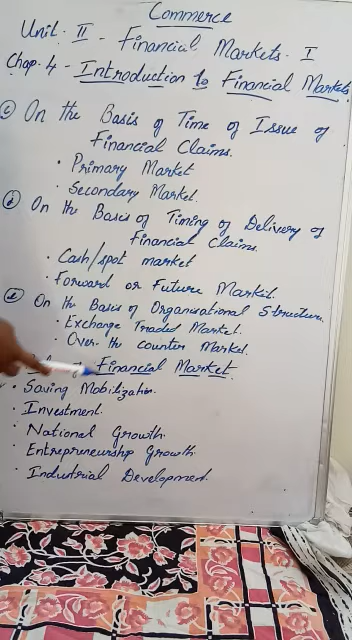 Commerce
Unit. II - Financial Markets. I
Chap. 4 - Introduction to Financial Markets
(c) On the Basis of Time of Issue of
Financial Claims.
• Primary Market
• Secondary Market.
On the Basis of Timing of Delivery of
Financial Claims.
• Cash/spot market
• Forward or Future Market.
On the Basis of Organisational Structure.
• Exchange Traded Market.
• Over-the counter Market.
Financial Market.
• Saving Mobilization.
• Investment.
• National Growth.
• Entrepreneurship Growth.
• Industrial Development.